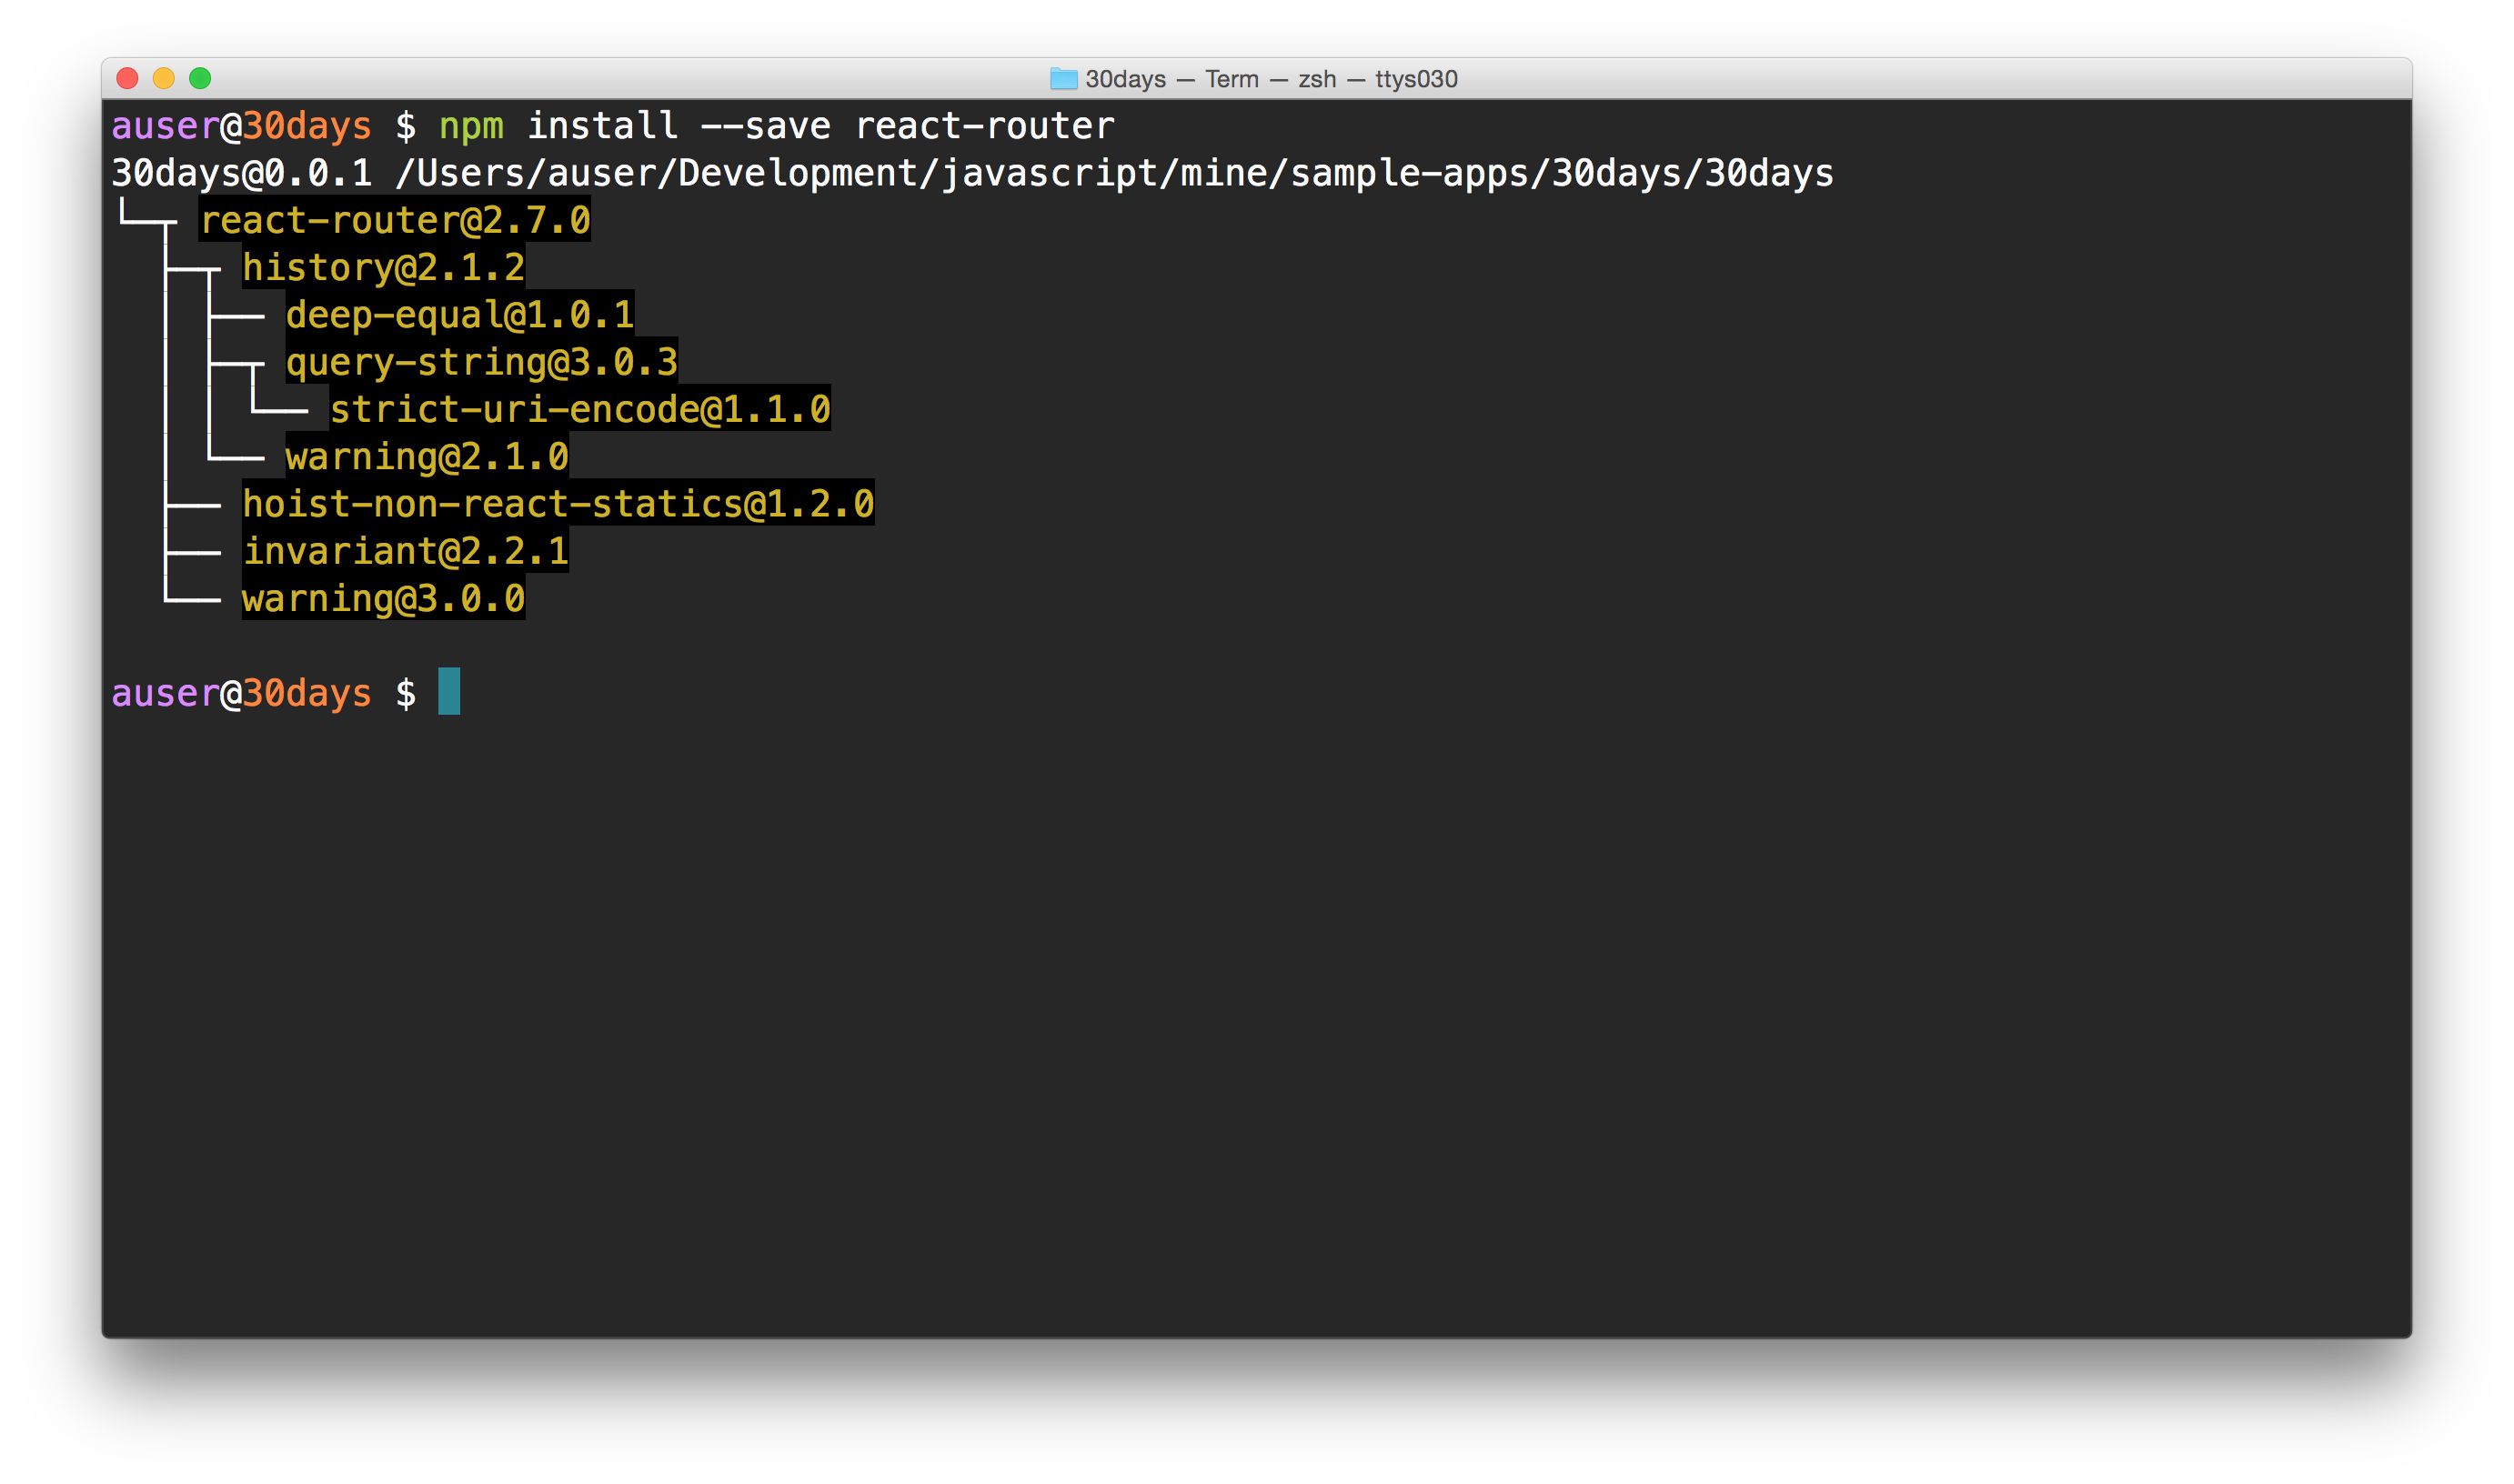 30days — Term — zsh — ttys030
auser@30days $ npm install --save react-router
30days@0.0.1 /Users/auser/Development/javascript/mine/sample-apps/30days/30days
└─┬ react-router@2.7.0
  ├─┬ history@2.1.2
  │ ├── deep-equal@1.0.1
  │ ├─┬ query-string@3.0.3
  │ │ └── strict-uri-encode@1.1.0
  │ └── warning@2.1.0
  ├── hoist-non-react-statics@1.2.0
  ├── invariant@2.2.1
  └── warning@3.0.0
auser@30days $